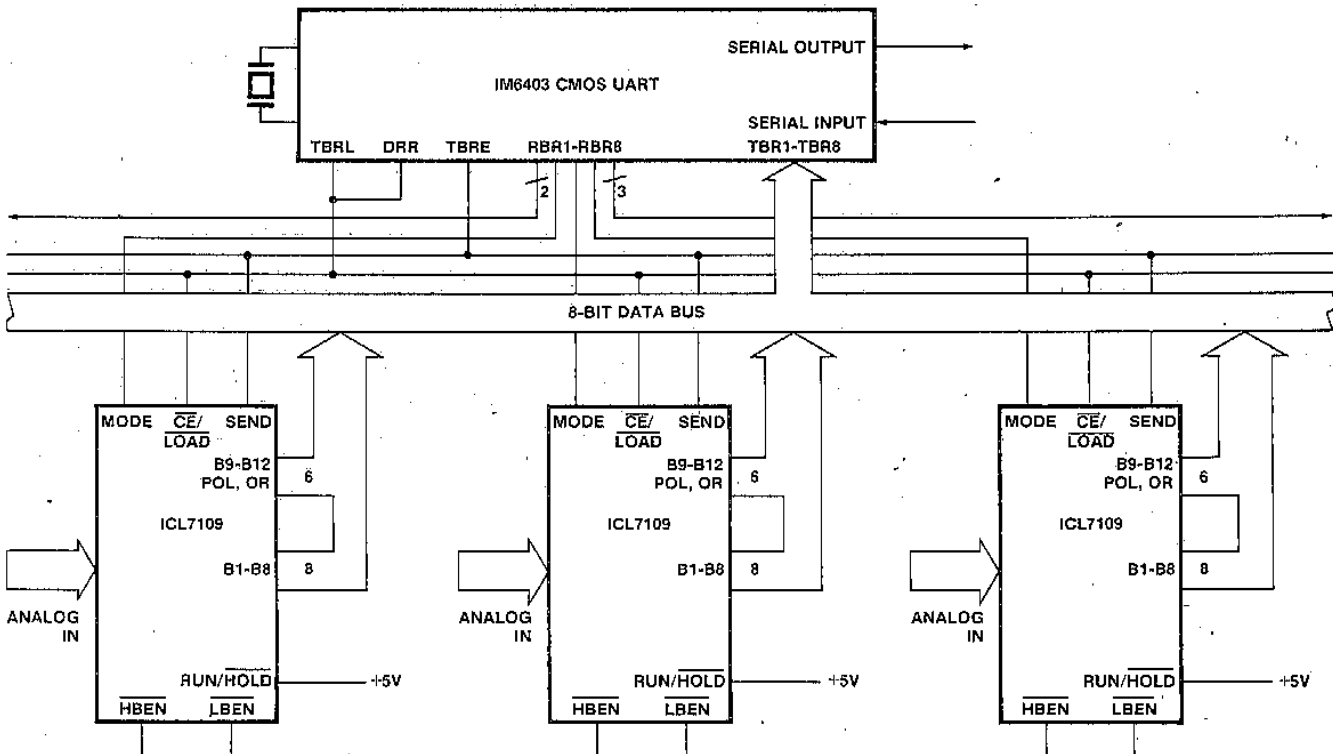 SERIAL OUTPUT
IM6403 CMOS UART
SERIAL INPUT
TBRL DRR TBRE RBR1-RBR8 TBR1-TBR8
2 3
8-BIT DATA BUS
MODE CE/ SEND
LOAD
B9-B12
POL, OR 6
ICL7109
B1-B8 8
ANALOG
IN
RUN/HOLD +5V
HBEN LBEN
MODE CE/ SEND
LOAD
B9-B12
POL, OR 6
ICL7109
B1-B8 8
ANALOG
IN
RUN/HOLD +5V
HBEN LBEN
MODE CE/ SEND
LOAD
B9-B12
POL, OR 6
ICL7109
B1-B8 8
ANALOG
IN
RUN/HOLD +5V
HBEN LBEN